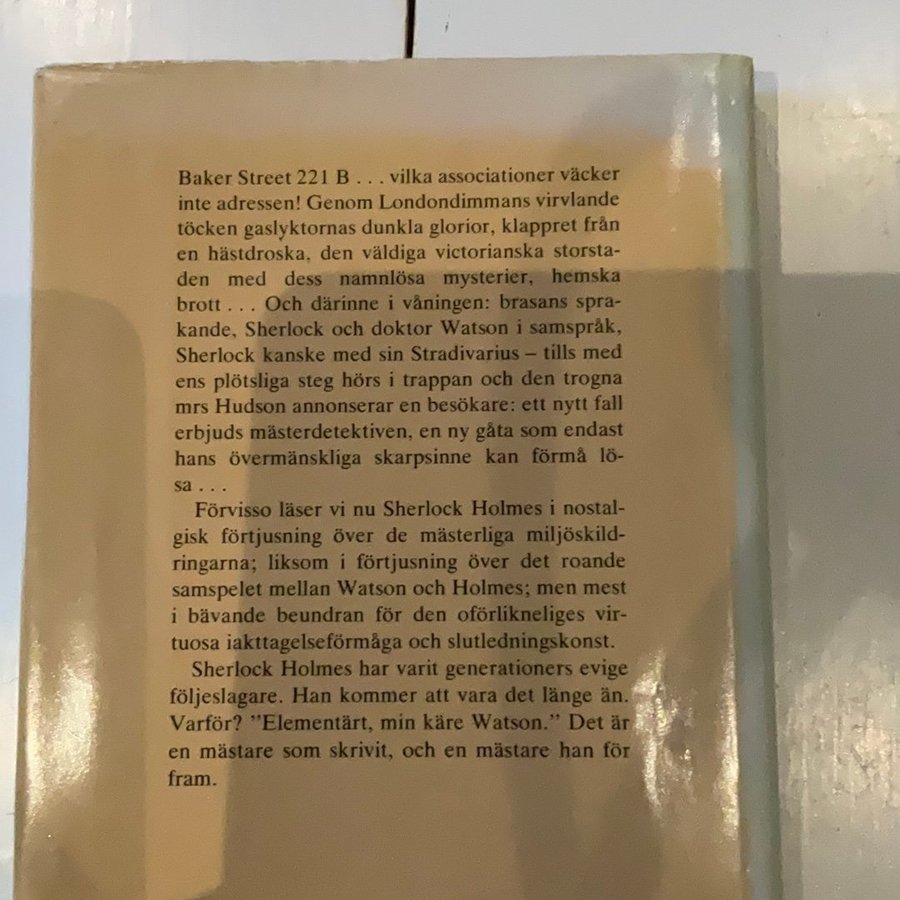 Baker Street 221 B . . . vilka associationer väcker
inte adressen! Genom Londondimmans virvlande
töcken gaslyktornas dunkla glorior, klappret från
en hästdroska, den väldiga victorianska storsta-
den med dess namnlösa mysterier, hemska
brott . . . Och därinne i våningen: brasans spra-
kande, Sherlock och doktor Watson i samspråk,
Sherlock kanske med sin Stradivarius – tills med
ens plötsliga steg hörs i trappan och den trogna
mrs Hudson annonserar en besökare: ett nytt fall
erbjuds mästerdetektiven, en ny gåta som endast
hans övermänskliga skarpsinne kan förmå lö-
sa . . .
Förvisso läser vi nu Sherlock Holmes i nostal-
gisk förtjusning över de mästerliga miljöskild-
ringarna; liksom i förtjusning över det roande
samspelet mellan Watson och Holmes; men mest
i bävande beundran för den oförlikneliges vir-
tuosa iakttagelseförmåga och slutledningskonst.
Sherlock Holmes har varit generationers evige
följeslagare. Han kommer att vara det länge än.
Varför? ”Elementärt, min käre Watson.” Det är
en mästare som skrivit, och en mästare han för
fram.